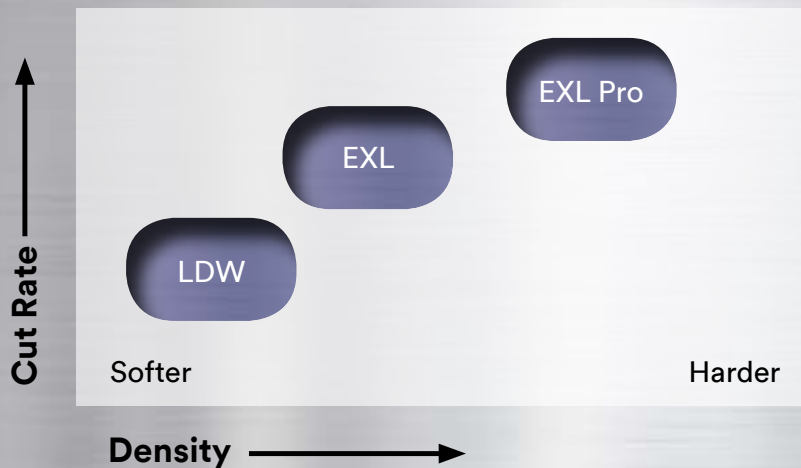 EXL Pro
EXL
LDW
Cut Rate
Softer
Harder
Density